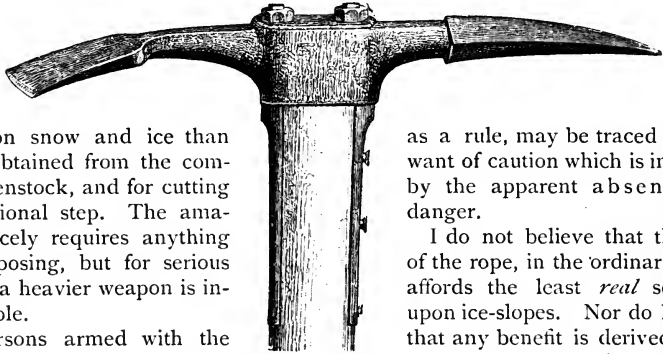 on snow and ice than
btained from the com-
enstock, and for cutting
ional step. The ama-
cely requires anything
posing, but for serious
a heavier weapon is in-
ble.
rsons armed with the
as a rule, may be traced
want of caution which is in
by the apparent absen
danger.
I do not believe that th
of the rope, in the ordinar
affords the least real se
upon ice-slopes. Nor do
that any benefit is derived